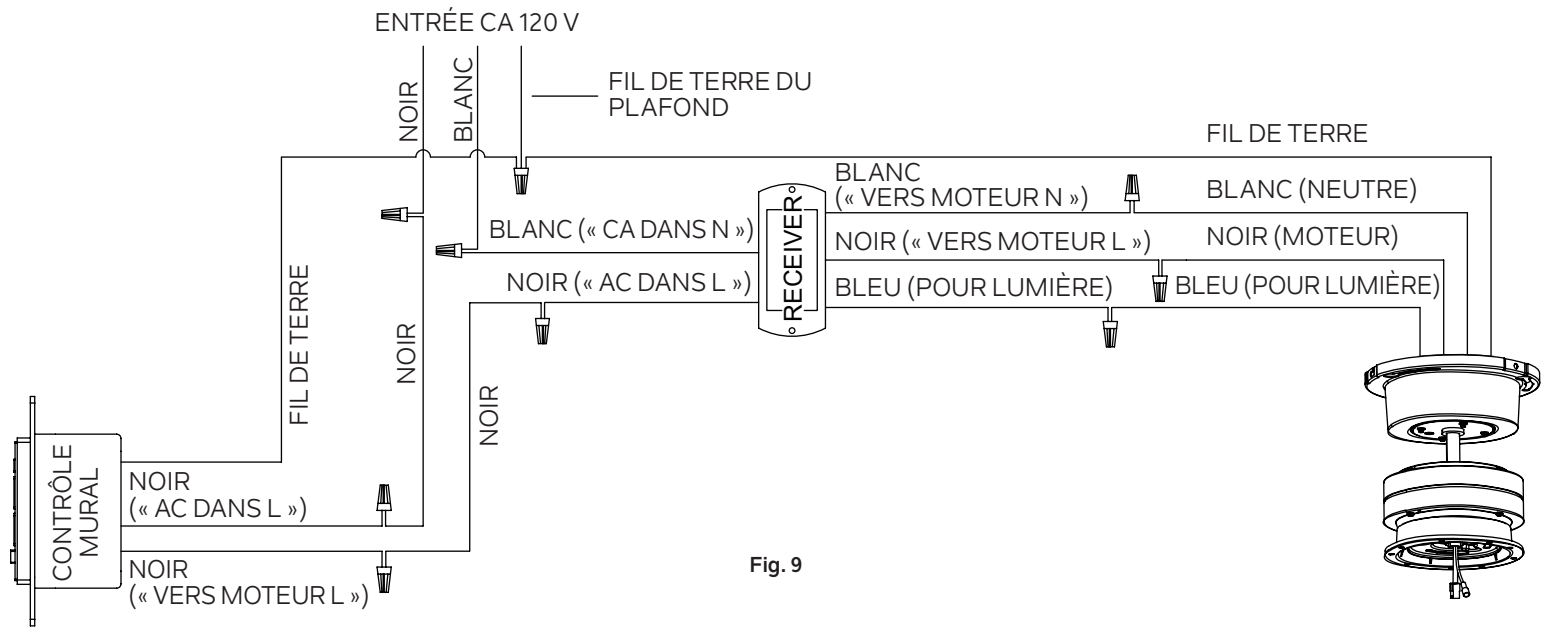 ENTRÉE CA 120 V
NOIR
BLANC
FIL DE TERRE DU
PLAFOND
FIL DE TERRE
BLANC
(« VERS MOTEUR N »)
BLANC (NEUTRE)
BLANC (« CA DANS N »)
RECEIVER
NOIR (« VERS MOTEUR L »)
NOIR (MOTEUR)
NOIR (« AC DANS L »)
BLEU (POUR LUMIÈRE)
BLEU (POUR LUMIÈRE)
FIL DE TERRE
NOIR
NOIR
CONTRÔLE
MURAL
NOIR
(« AC DANS L »)
NOIR
(« VERS MOTEUR L »)
Fig. 9